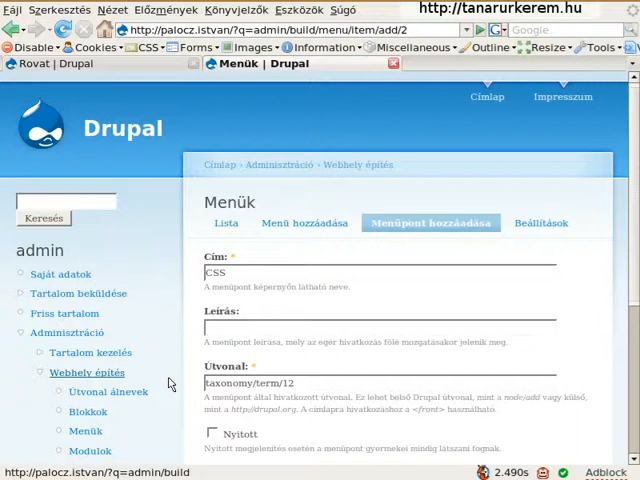 Fájl Szerkesztés Nézet Előzmények Könyvjelzők Eszközök Súgó
http://tanarurkerem.hu
http://palocz.istvan/?q=admin/build/menu/item/add/2
Google
Disable Cookies CSS Forms Images Information Miscellaneous Outline Resize Tools
Rovat | Drupal
Menük | Drupal
Címlap
Impresszum
Drupal
Címlap › Adminisztráció › Webhely építés
Keresés
admin
Saját adatok
Tartalom beküldése
Friss tartalom
Adminisztráció
Tartalom kezelés
Webhely építés
Útvonal álnevek
Blokkok
Menük
Modulok
Menük
Lista
Menü hozzáadása
Menüpont hozzáadása
Beállítások
Cím: *
CSS
A menüpont képernyőn látható neve.
Leírás:
A menüpont leírása, mely az egér hivatkozás fölé mozgatásakor jelenik meg.
Útvonal: *
taxonomy/term/12
A menüpont által hivatkozott útvonal. Ez lehet belső Drupal útvonal, mint a node/add vagy külső,
mint a http://drupal.org. A címlapra hivatkozáshoz a <front> használható.
Nyitott
Nyitott megjelenítés esetén a menüpont gyermekei mindig látszani fognak.
http://palocz.istvan/?q=admin/build
2.490s
Adblock